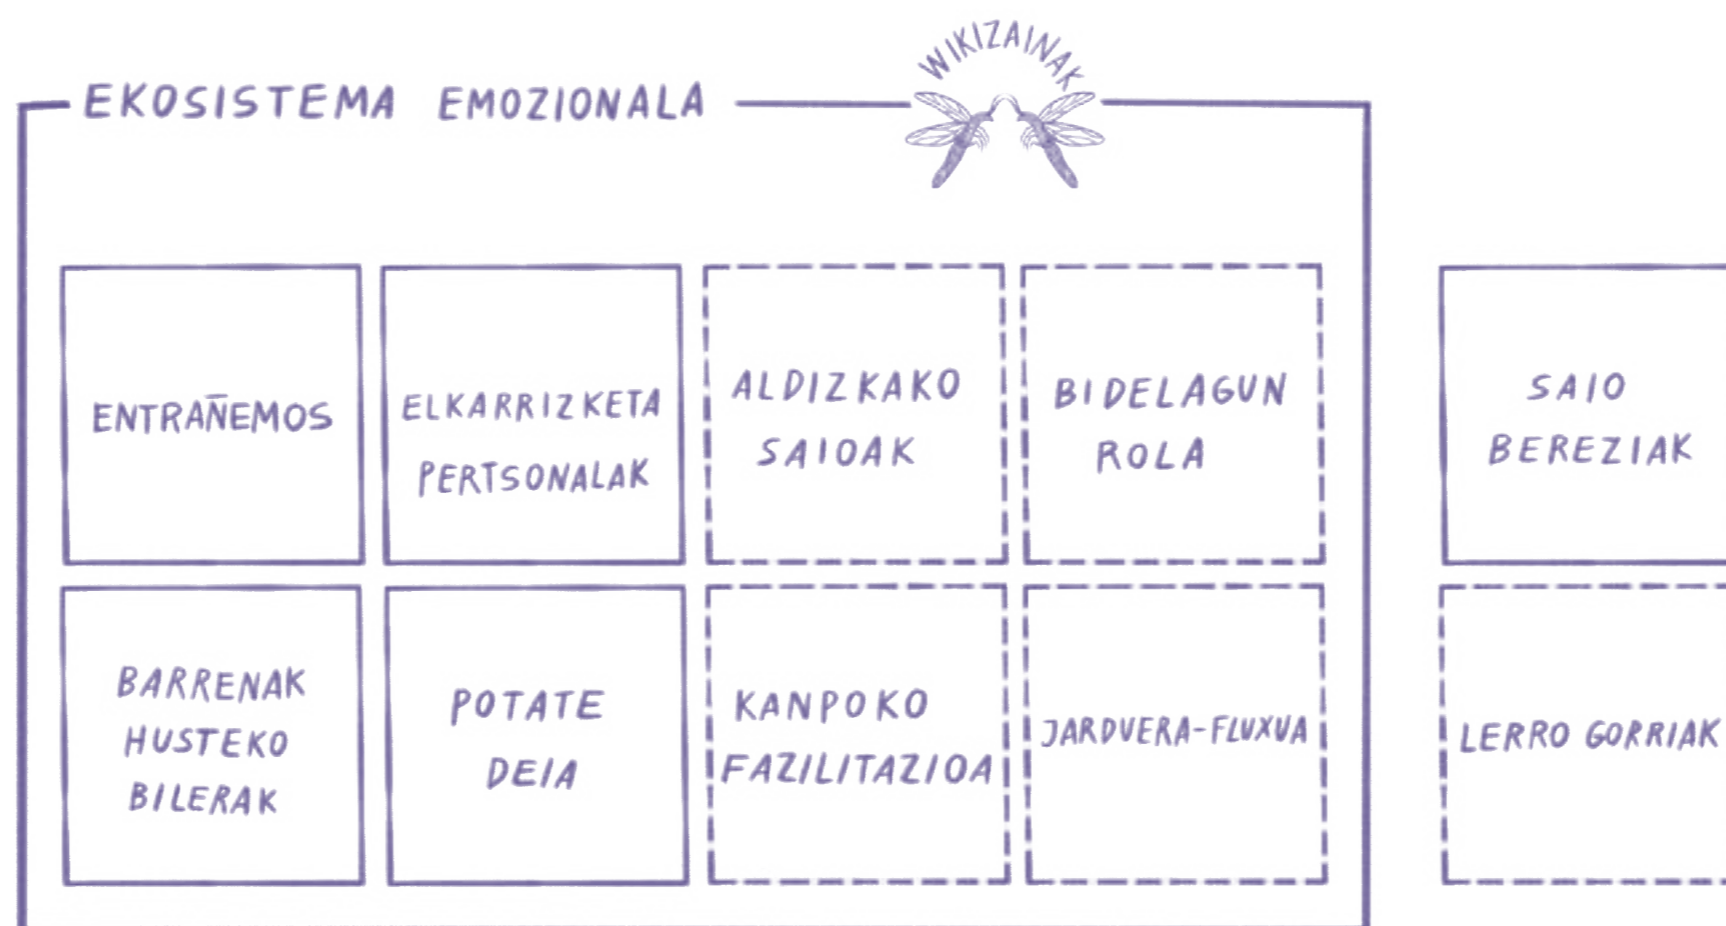 WIKIZAINAK
EKOSISTEMA EMOZIONALA
ENTRAÑEMOS
ELKARRIZKETA
PERTSONALAK
ALDIZKAKO
SAIOAK
BIDELAGUN
ROLA
SAIO
BEREZIAK
BARRENAK
HUSTEKO
BILERAK
POTATE
DEIA
KANPOKO
FAZILITAZIOA
JARDUERA-FLUXUA
LERRO GORRIAK